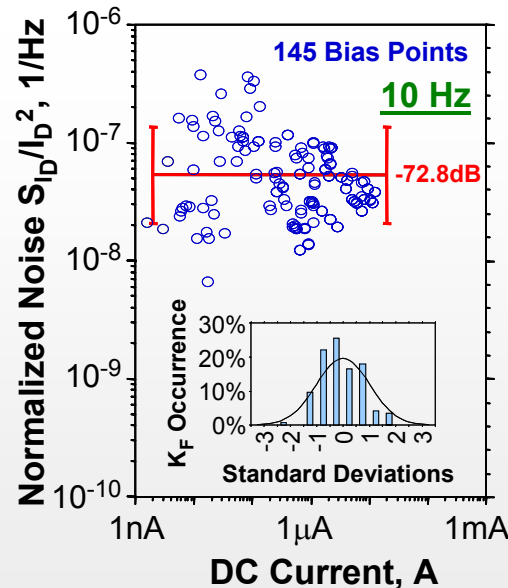 Normalized Noise S_ID/I_D², 1/Hz
10⁻⁶
10⁻⁷
10⁻⁸
10⁻⁹
10⁻¹⁰
145 Bias Points
10 Hz
-72.8dB
K_F Occurrence
30%
20%
10%
0%
-3 -2 -1 0 1 2 3
Standard Deviations
1nA 1μA 1mA
DC Current, A